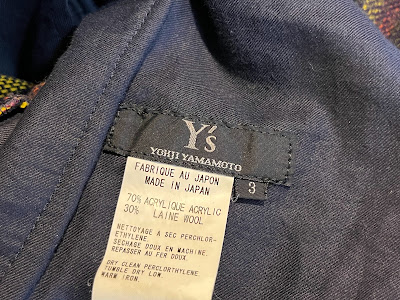 Y's
YOHJI YAMAMOTO
3
FABRIQUE AU JAPON
MADE IN JAPAN
70% ACRYLIQUE ACRYLIC
30% LAINE WOOL
NETTOYAGE A SEC PERCHLOR-
ETHYLENE.
SECHAGE DOUX EN MACHINE.
REPASSER AU FER DOUX
DRY CLEAN PERCLORTHYLENE.
TUMBLE DRY LOW.
WARM IRON.